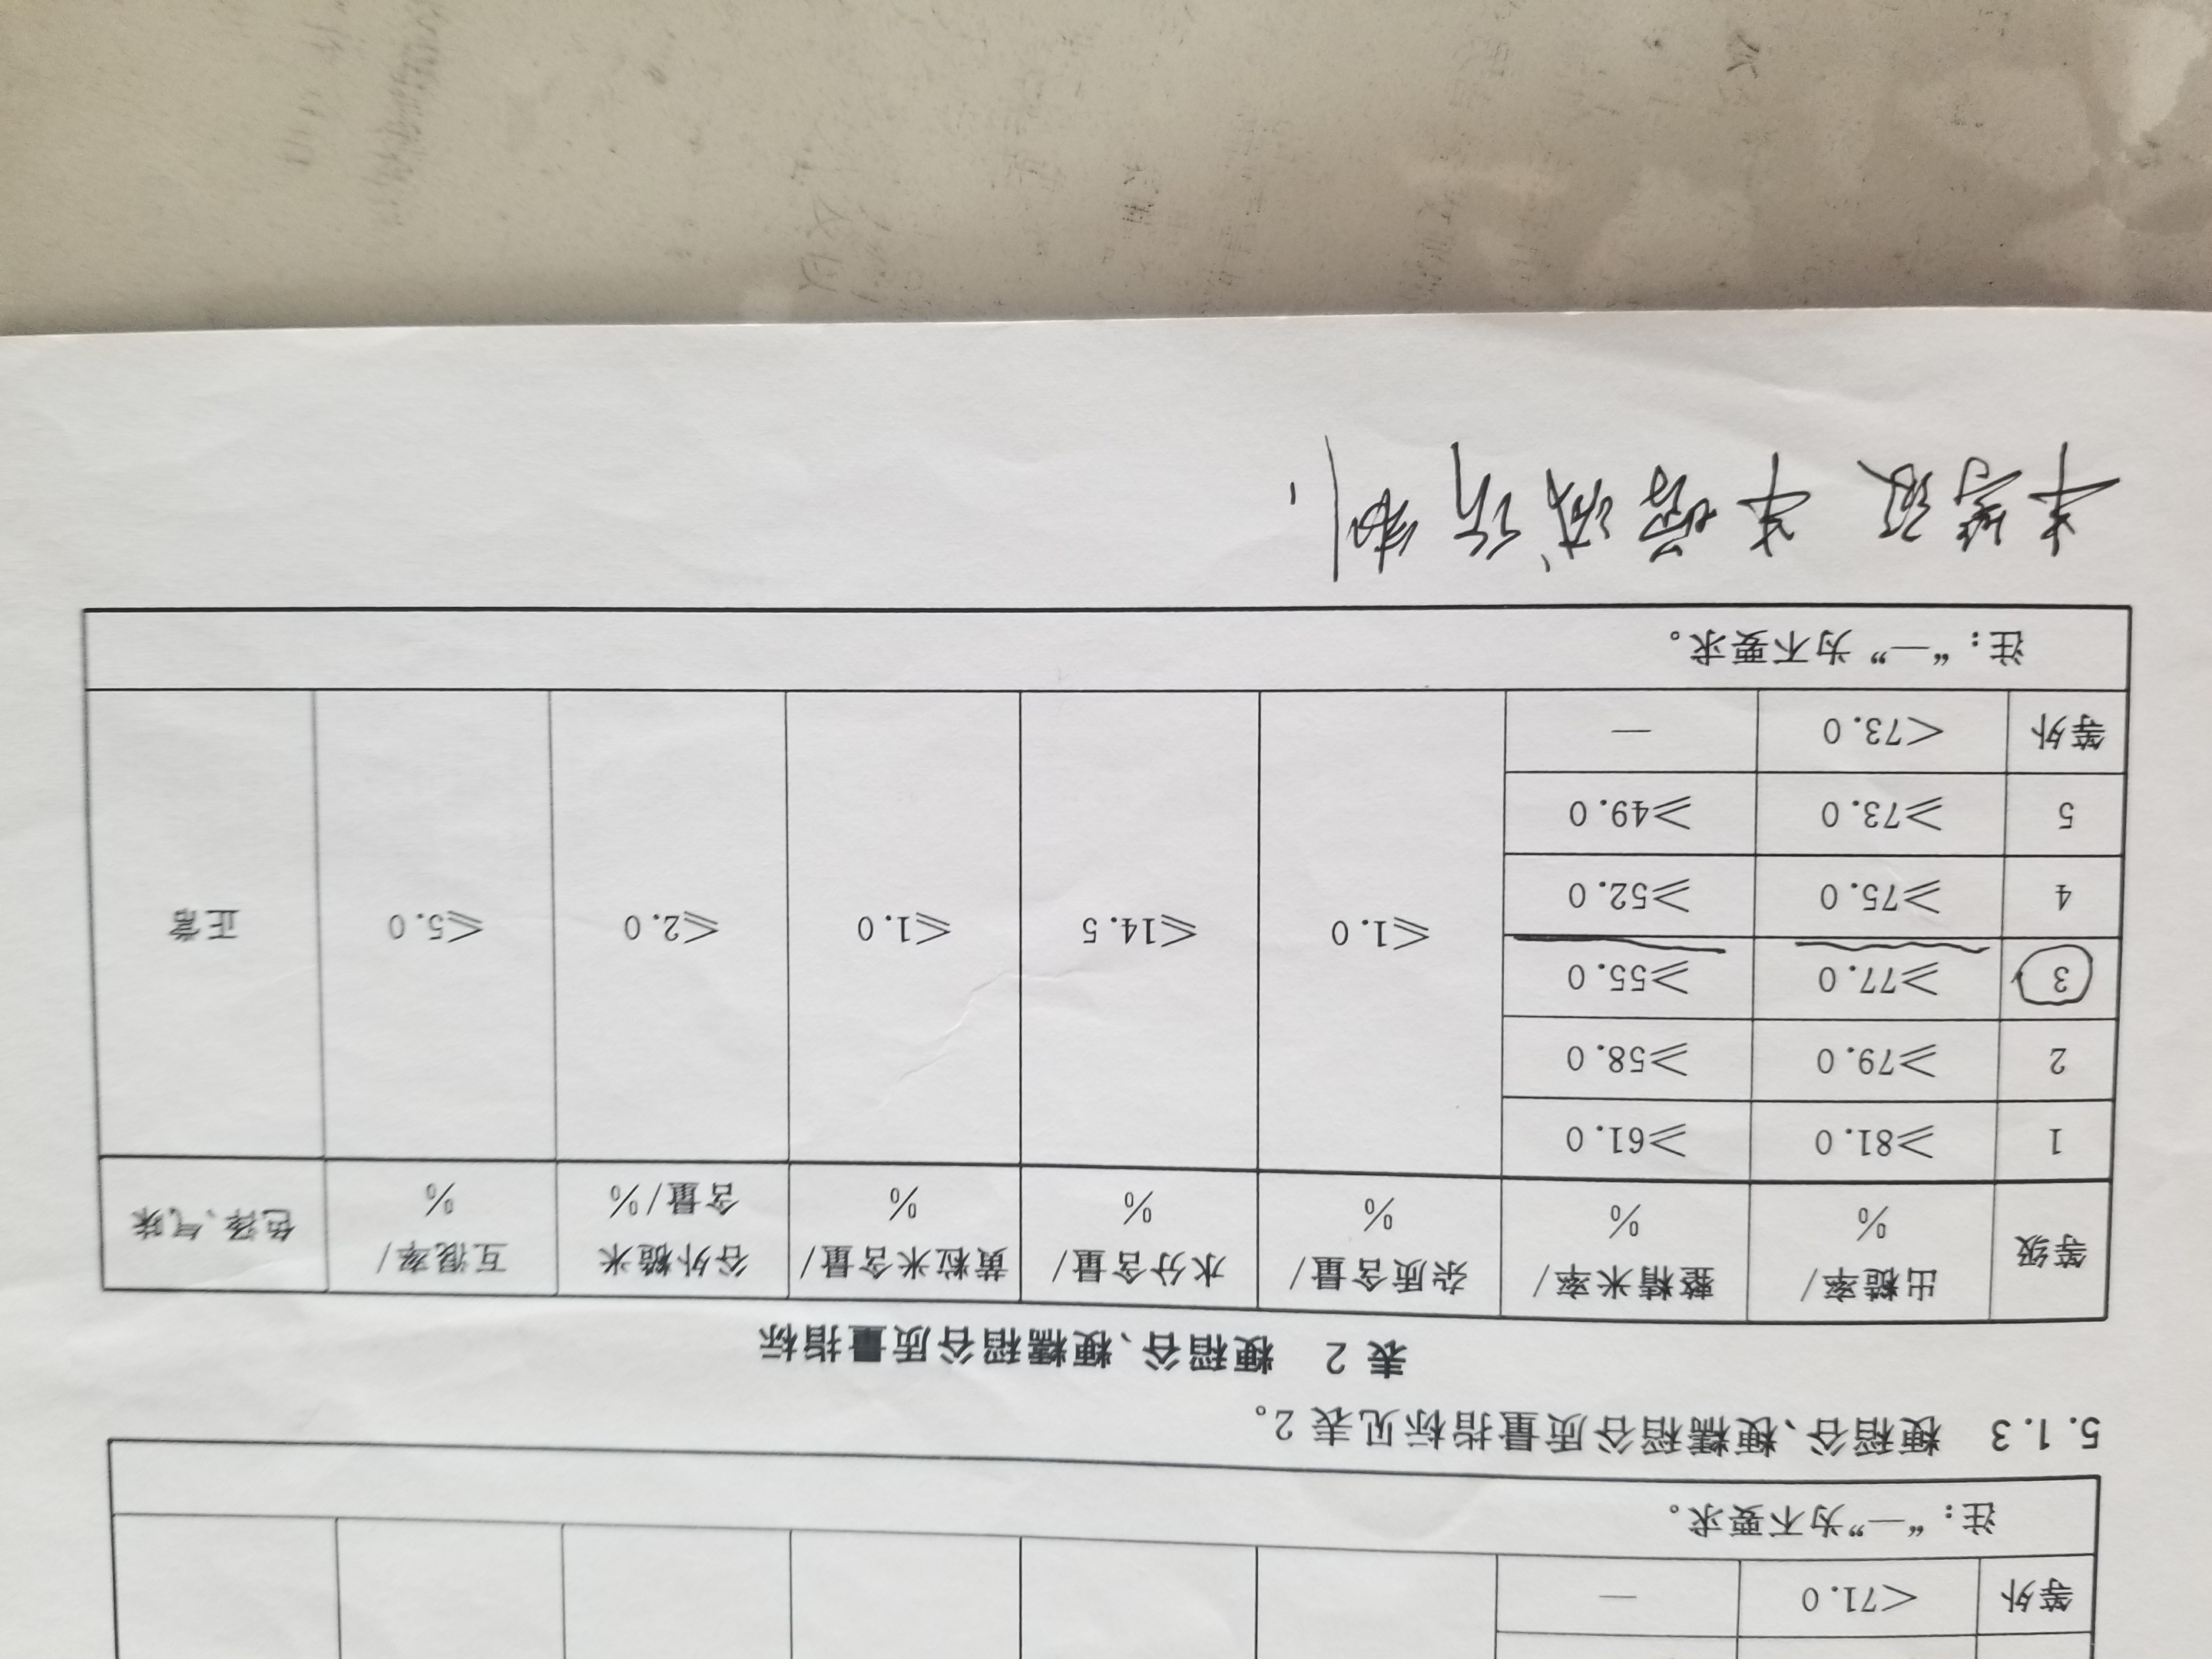 等外 <71.0 —
注：“—”为不要求。
5.1.3 粳稻谷、粳糯稻谷质量指标见表 2。
表 2 粳稻谷、粳糯稻谷质量指标
等级 出糙率/% 整精米率/% 杂质含量/% 水分含量/% 黄粒米含量/% 谷外糙米含量/% 互混率/% 色泽、气味
1 ≥81.0 ≥61.0
2 ≥79.0 ≥58.0
3 ≥77.0 ≥55.0 ≤1.0 ≤14.5 ≤1.0 ≤2.0 ≤5.0 正常
4 ≥75.0 ≥52.0
5 ≥73.0 ≥49.0
等外 <73.0 —
注：“—”为不要求。
半等级 半增减价制